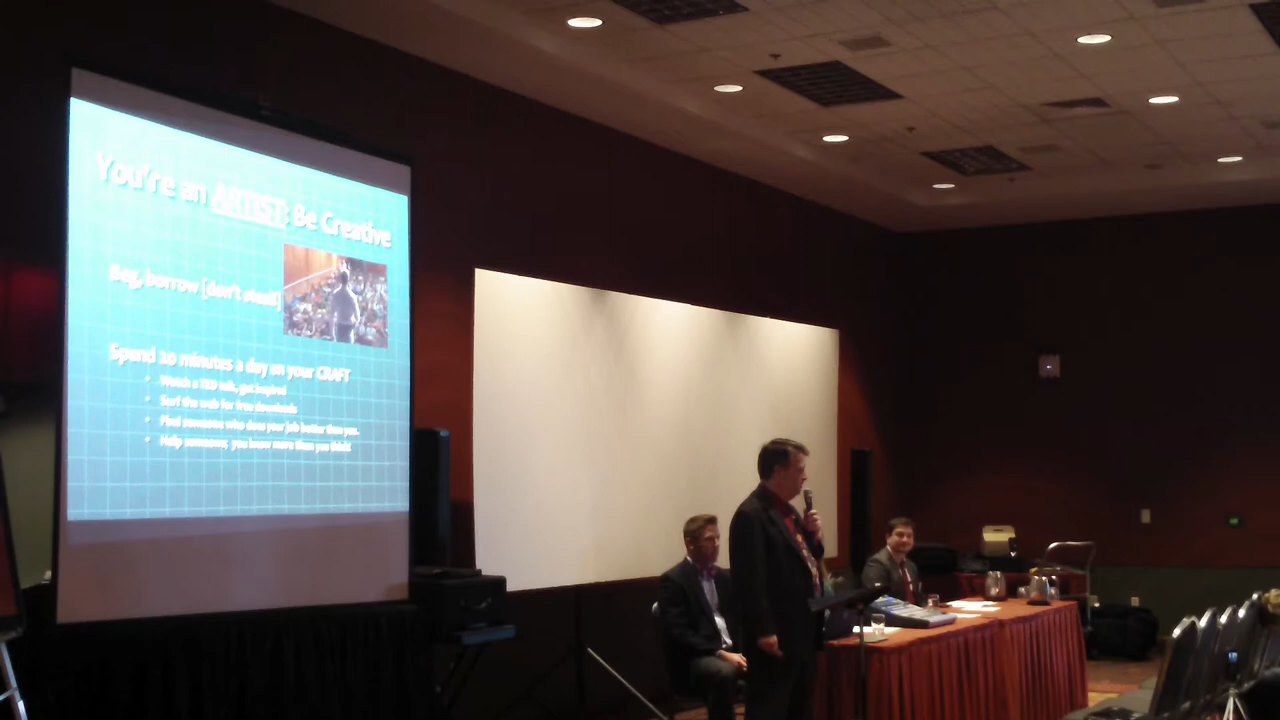 You're an ARTIST: Be Creative
Beg, borrow [don't steal!]
Spend 20 minutes a day on your CRAFT
• Watch a TED talk, get inspired
• Surf the web for free downloads
• Find someone who does your job better than you.
• Help someone; you know more than you think!